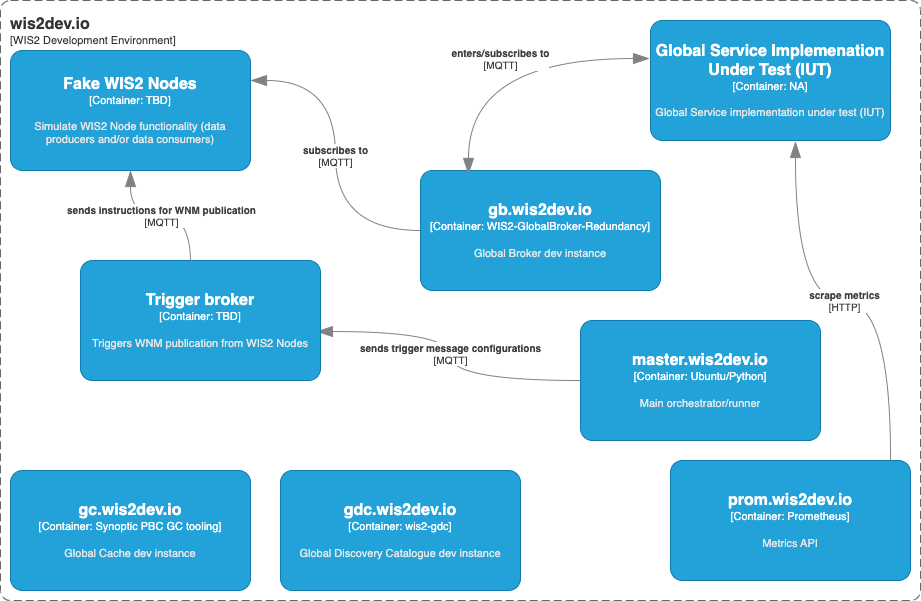 wis2dev.io
[WIS2 Development Environment]
Fake WIS2 Nodes
[Container: TBD]
Simulate WIS2 Node functionality (data
producers and/or data consumers)
enters/subscribes to
[MQTT]
Global Service Implemenation
Under Test (IUT)
[Container: NA]
Global Service implementation under test (IUT)
subscribes to
[MQTT]
sends instructions for WNM publication
[MQTT]
gb.wis2dev.io
[Container: WIS2-GlobalBroker-Redundancy]
Global Broker dev instance
Trigger broker
[Container: TBD]
Triggers WNM publication from WIS2 Nodes
scrape metrics
[HTTP]
sends trigger message configurations
[MQTT]
master.wis2dev.io
[Container: Ubuntu/Python]
Main orchestrator/runner
gc.wis2dev.io
[Container: Synoptic PBC GC tooling]
Global Cache dev instance
gdc.wis2dev.io
[Container: wis2-gdc]
Global Discovery Catalogue dev instance
prom.wis2dev.io
[Container: Prometheus]
Metrics API